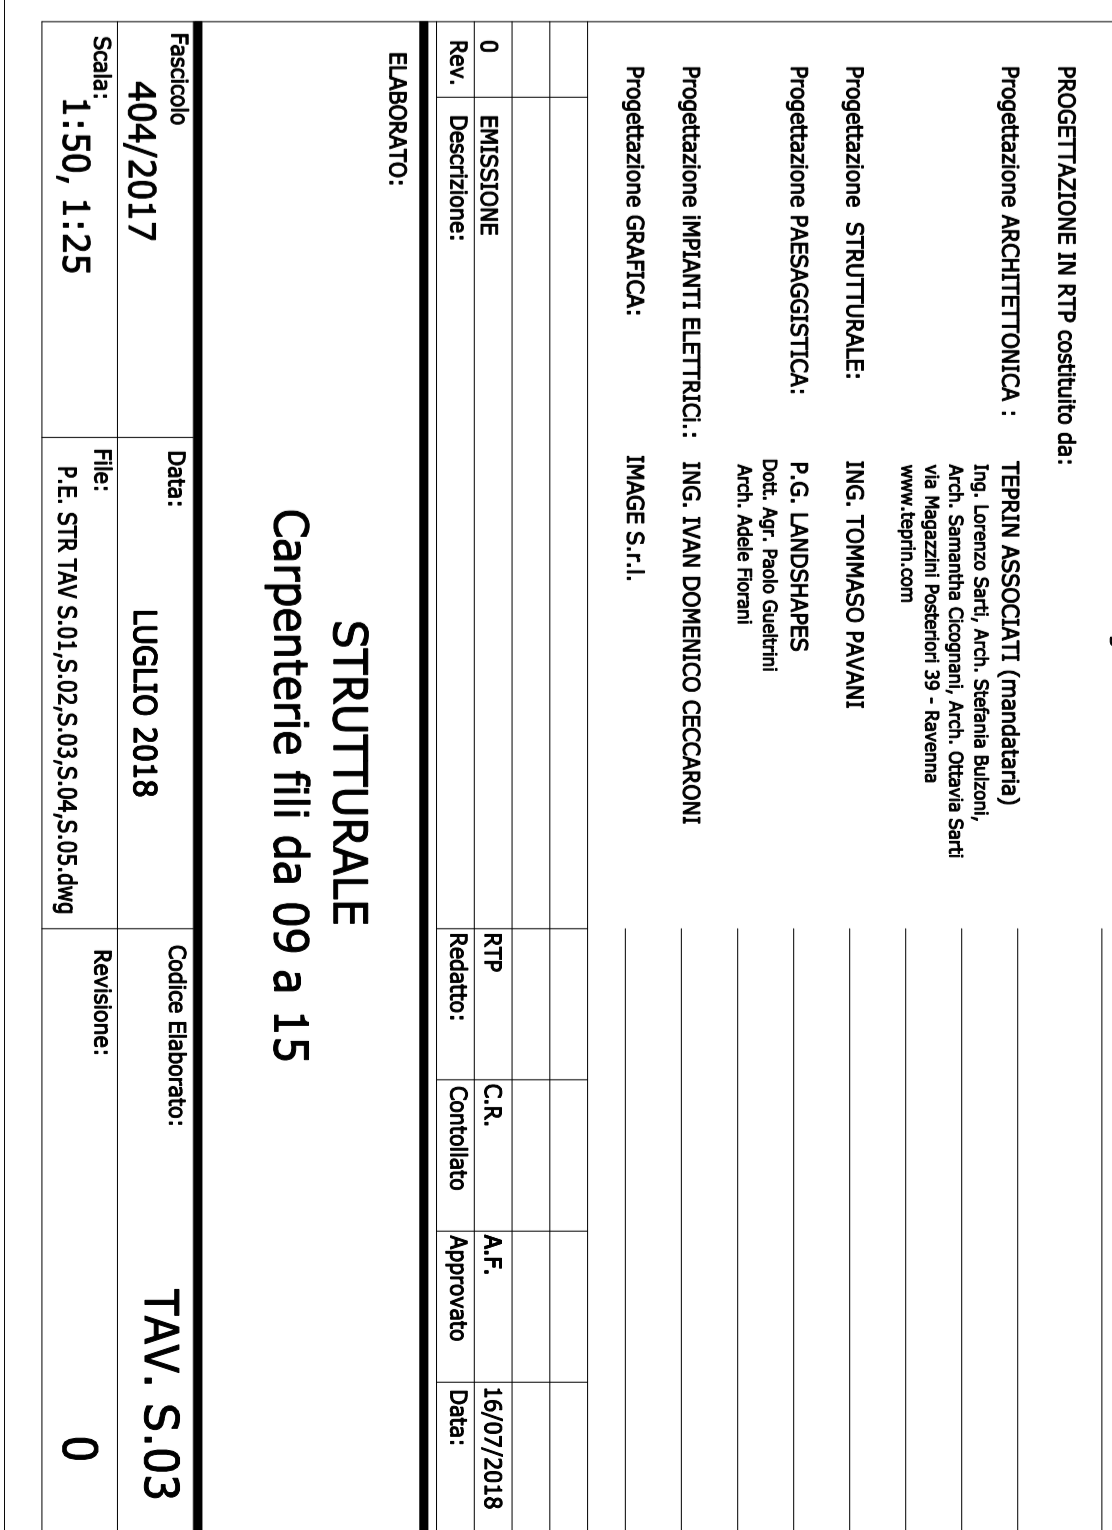 PROGETTAZIONE IN RTP costituito da:
Progettazione ARCHITETTONICA : TEPRIN ASSOCIATI (mandataria)
Ing. Lorenzo Sarti, Arch. Stefania Bulzoni,
Arch. Samantha Cicognani, Arch. Ottavia Sarti
via Magazzini Posteriori 39 - Ravenna
www.teprin.com
Progettazione STRUTTURALE: ING. TOMMASO PAVANI
Progettazione PAESAGGISTICA: P.G. LANDSHAPES
Dott. Agr. Paolo Gueltrini
Arch. Adele Fiorani
Progettazione iMPIANTI ELETTRICi.: ING. IVAN DOMENICO CECCARONI
Progettazione GRAFICA: IMAGE S.r.l.
0 EMISSIONE RTP C.R. A.F. 16/07/2018
Rev. Descrizione: Redatto: Contollato Approvato Data:
ELABORATO:
STRUTTURALE
Carpenterie fili da 09 a 15
Fascicolo Data: Codice Elaborato:
404/2017 LUGLIO 2018 TAV. S.03
Scala: File: Revisione:
1:50, 1:25 P.E. STR TAV S.01,S.02,S.03,S.04,S.05.dwg 0